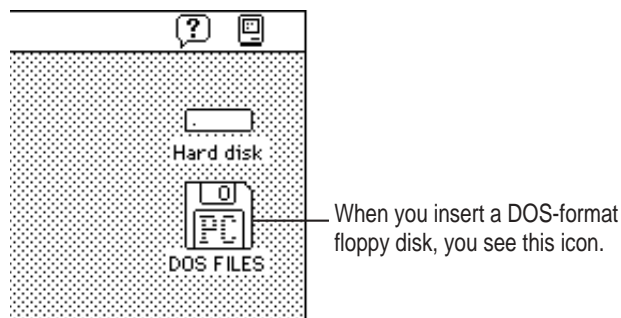 ?
Hard disk
PC
DOS FILES
When you insert a DOS-format
floppy disk, you see this icon.